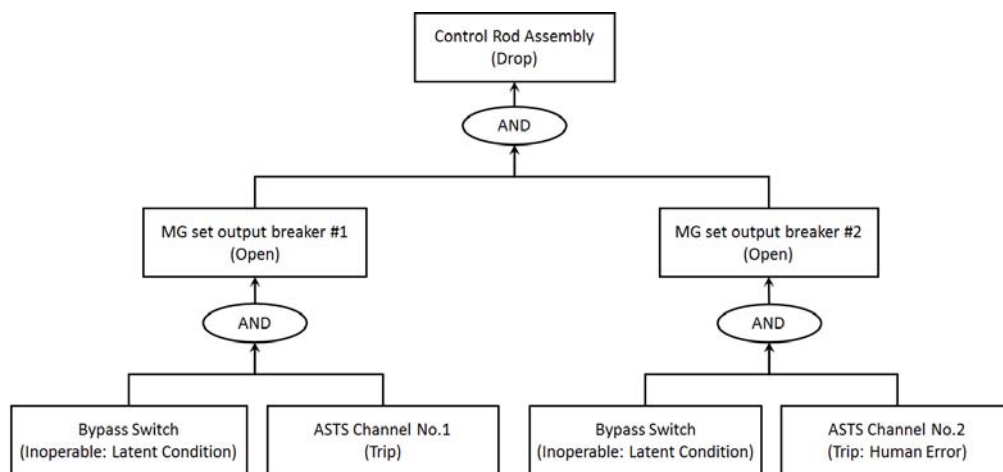 Control Rod Assembly
(Drop)
AND
MG set output breaker #1
(Open)
MG set output breaker #2
(Open)
AND
AND
Bypass Switch
(Inoperable: Latent Condition)
ASTS Channel No.1
(Trip)
Bypass Switch
(Inoperable: Latent Condition)
ASTS Channel No.2
(Trip: Human Error)